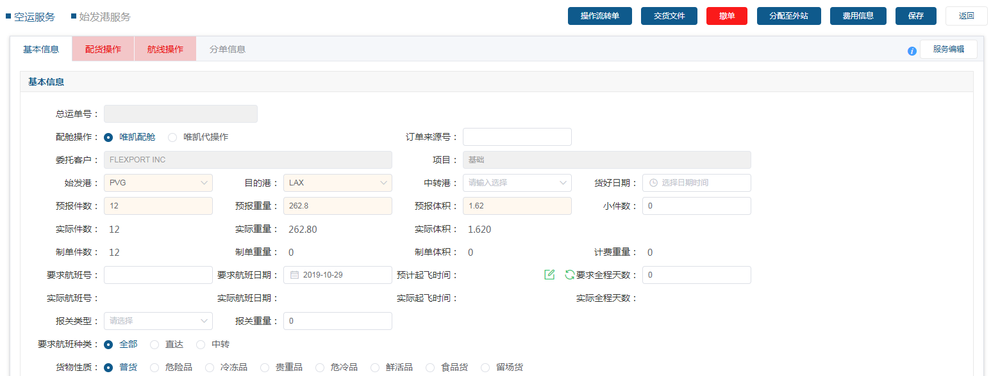 空运服务 始发港服务 操作流转单 交货文件 撤单 分配至外站 费用信息 保存 返回
基本信息 配货操作 航线操作 分单信息 服务编辑
基本信息
总运单号：
配舱操作： 唯凯配舱 唯凯代操作 订单来源号：
委托客户： FLEXPORT INC 项目： 基础
始发港： PVG 目的港： LAX 中转港： 请输入选择 货好日期： 选择日期时间
预报件数： 12 预报重量： 262.8 预报体积： 1.62 小件数： 0
实际件数： 12 实际重量： 262.80 实际体积： 1.620
制单件数： 12 制单重量： 0 制单体积： 0 计费重量： 0
要求航班号： 要求航班日期： 2019-10-29 预计起飞时间： 要求全程天数： 0
实际航班号： 实际航班日期： 实际起飞时间： 实际全程天数：
报关类型： 请选择 报关重量： 0
要求航班种类： 全部 直达 中转
货物性质： 普货 危险品 冷冻品 贵重品 危冷品 鲜活品 食品货 留场货